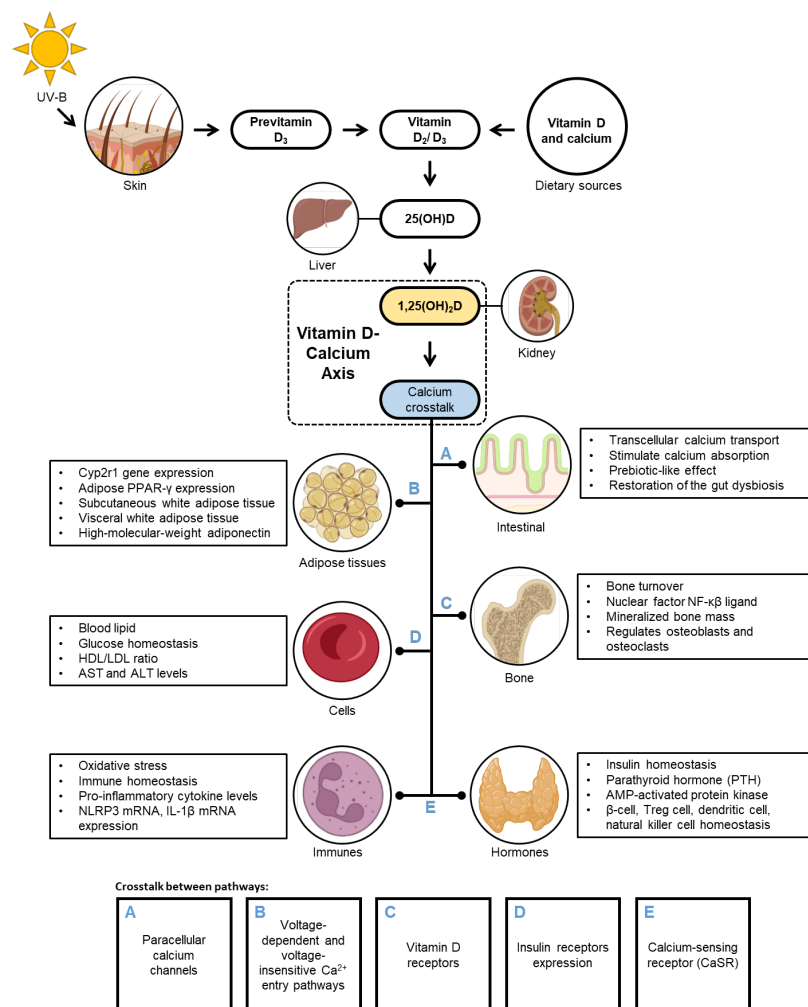 UV-B
Skin
Previtamin
D₃
Vitamin
D₂/ D₃
Vitamin D
and calcium
Dietary sources
25(OH)D
Liver
1,25(OH)₂D
Kidney
Vitamin D-
Calcium
Axis
Calcium
crosstalk
A
• Transcellular calcium transport
• Stimulate calcium absorption
• Prebiotic-like effect
• Restoration of the gut dysbiosis
Intestinal
B
• Cyp2r1 gene expression
• Adipose PPAR-γ expression
• Subcutaneous white adipose tissue
• Visceral white adipose tissue
• High-molecular-weight adiponectin
Adipose tissues
C
• Bone turnover
• Nuclear factor NF-κβ ligand
• Mineralized bone mass
• Regulates osteoblasts and
osteoclasts
Bone
D
• Blood lipid
• Glucose homeostasis
• HDL/LDL ratio
• AST and ALT levels
Cells
• Oxidative stress
• Immune homeostasis
• Pro-inflammatory cytokine levels
• NLRP3 mRNA, IL-1β mRNA
expression
Immunes
E
• Insulin homeostasis
• Parathyroid hormone (PTH)
• AMP-activated protein kinase
• β-cell, Treg cell, dendritic cell,
natural killer cell homeostasis
Hormones
Crosstalk between pathways:
A
Paracellular
calcium
channels
B
Voltage-
dependent and
voltage-
insensitive Ca²⁺
entry pathways
C
Vitamin D
receptors
D
Insulin receptors
expression
E
Calcium-sensing
receptor (CaSR)